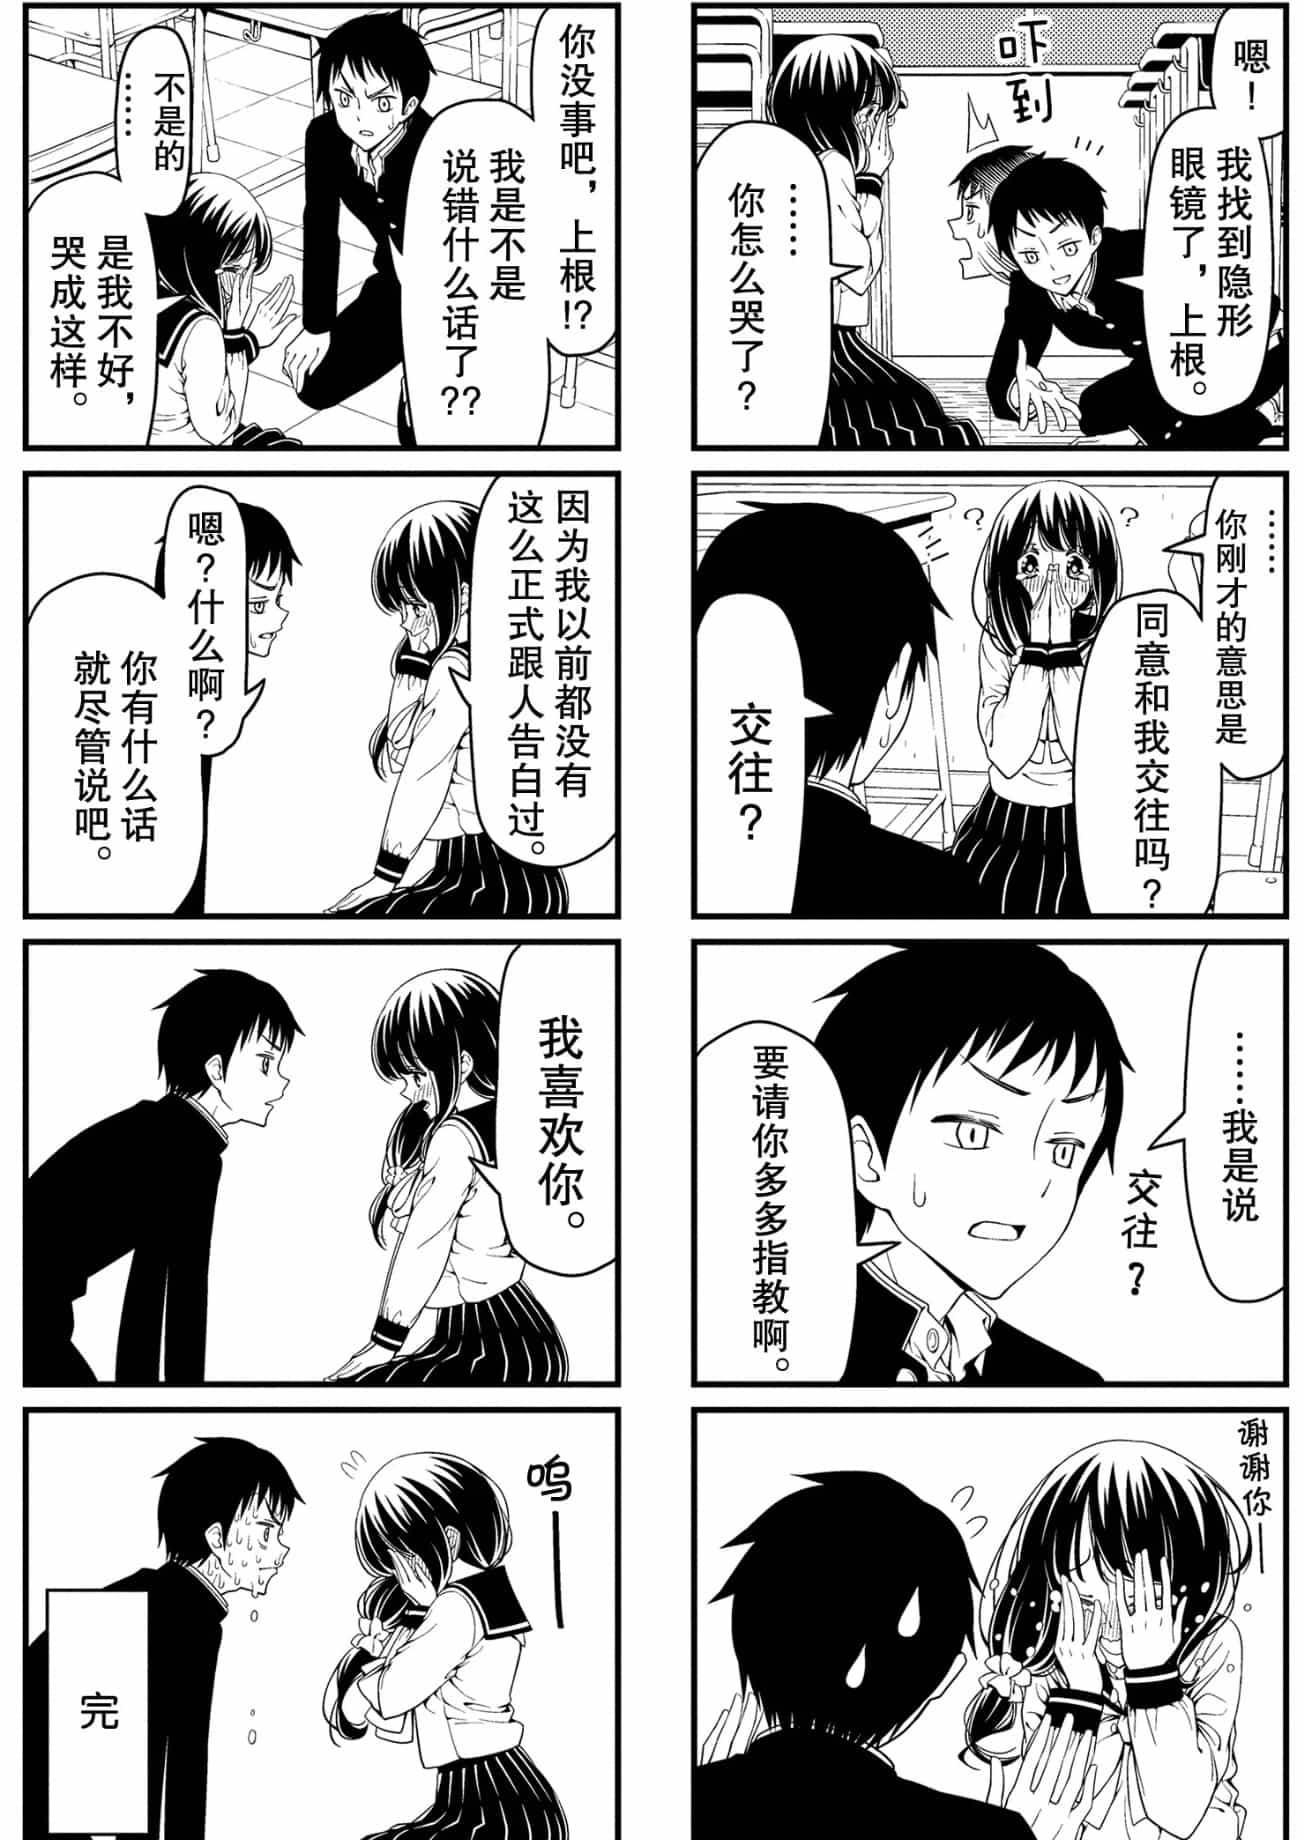 嗯！
我找到隐形
眼镜了，上根。
吓
到
……
你怎么哭了？
……
你刚才的意思是
同意和我交往吗？
？
？
交往？
……我是说
交往？
要请你多多指教啊。
谢谢你—
你没事吧，上根!?
我是不是
说错什么话了??
不是的
……
是我不好，
哭成这样。
因为我以前都没有
这么正式跟人告白过。
嗯？什么啊？
你有什么话
就尽管说吧。
我喜欢你。
呜—
完